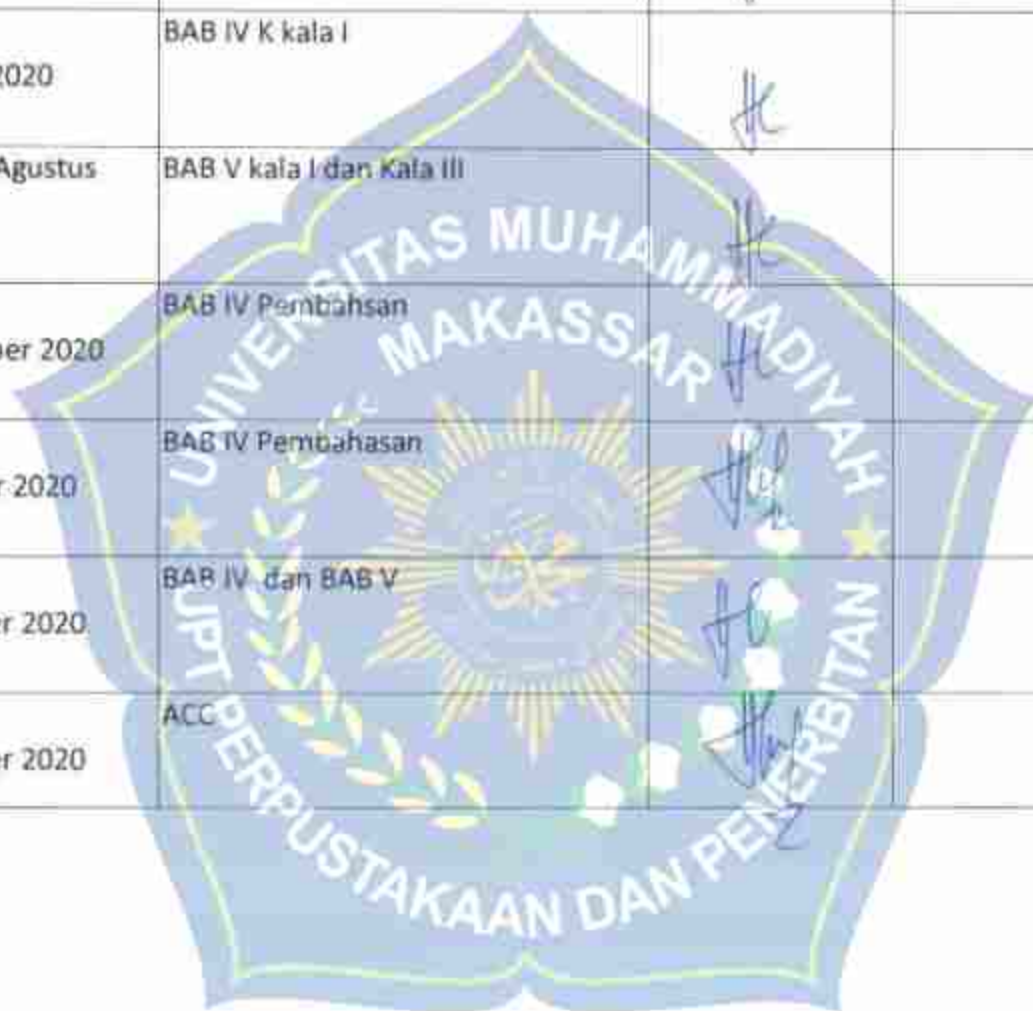 BAB IV K kala I
2020
Agustus
BAB V kala I dan Kala III
BAB IV Pembahsan
ber 2020
BAB IV Pembahasan
r 2020
BAB IV dan BAB V
er 2020
ACC
er 2020
UNIVERSITAS MUHAMMADIYAH
MAKASSAR
UPT PERPUSTAKAAN DAN PENERBITAN